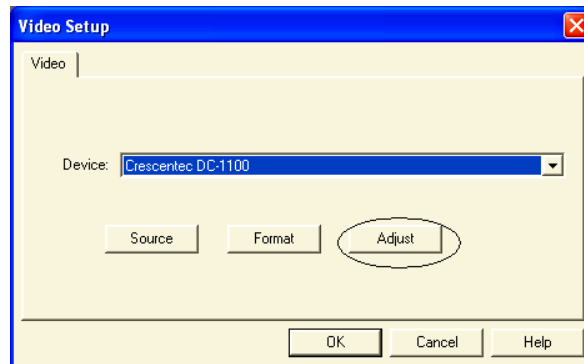 Video Setup
Video
Device: Crescentec DC-1100
Source Format Adjust
OK Cancel Help